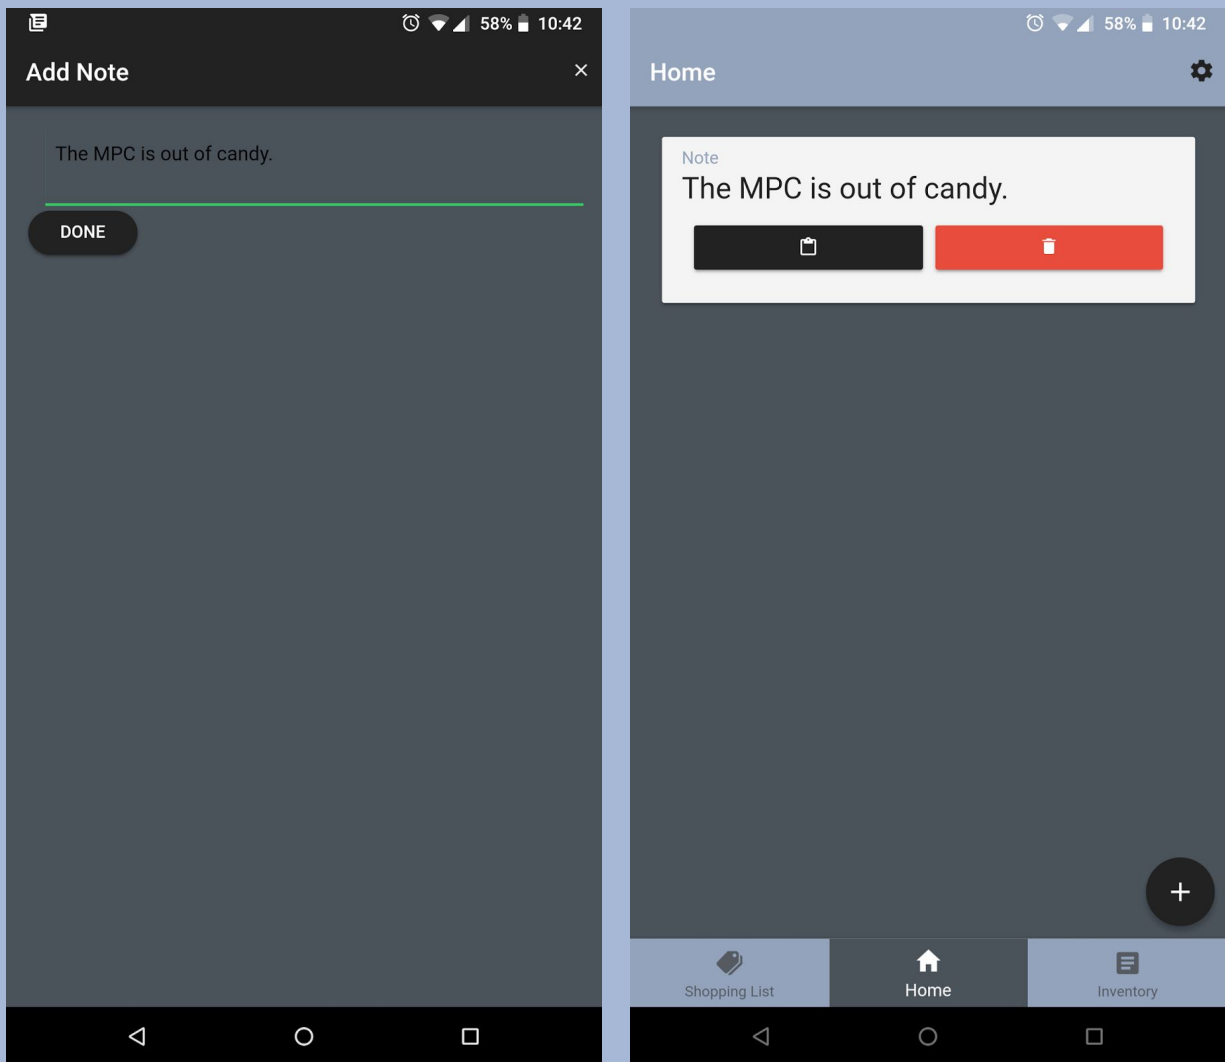 58% 10:42
Add Note
The MPC is out of candy.
DONE
58% 10:42
Home
Note
The MPC is out of candy.
Shopping List
Home
Inventory